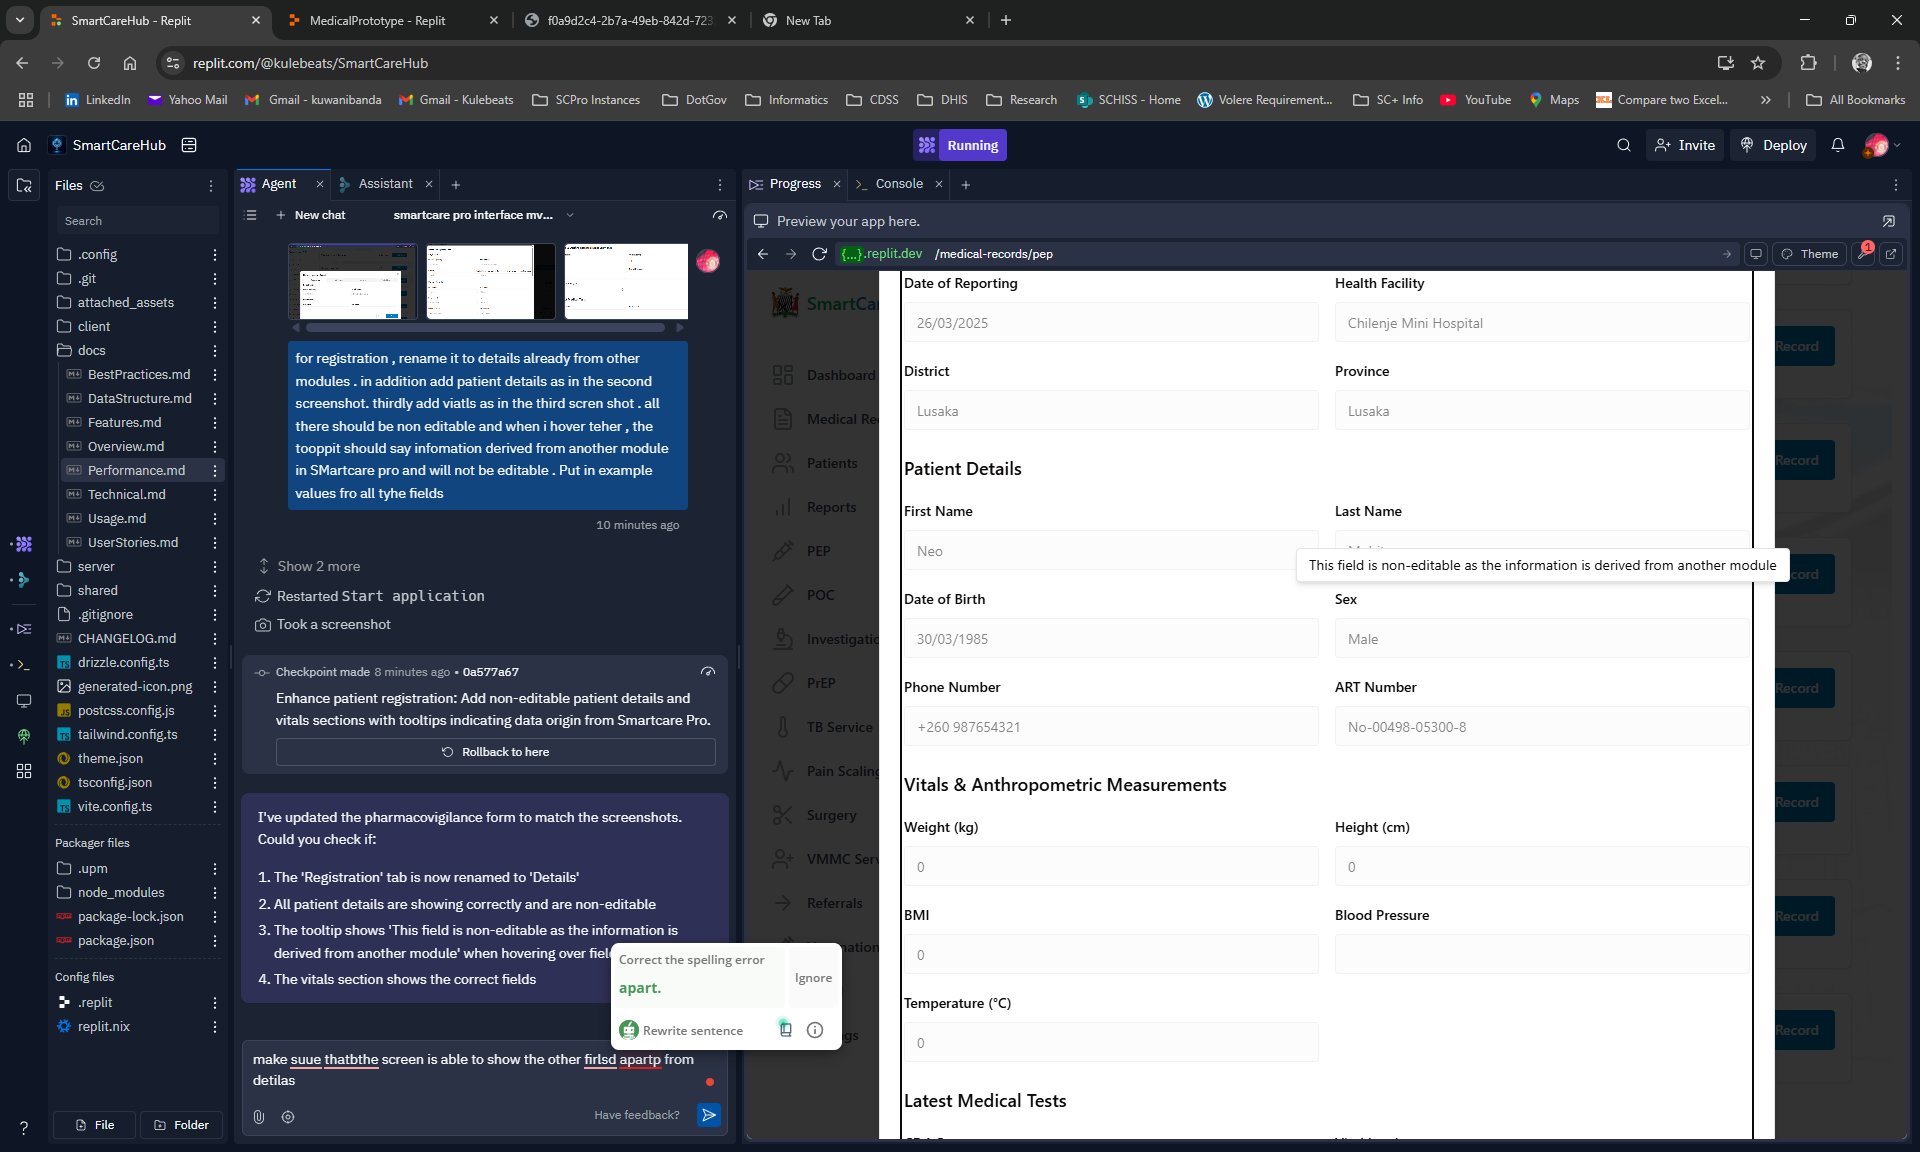 SmartCareHub - Replit
MedicalPrototype - Replit
f0a9d2c4-2b7a-49eb-842d-723
New Tab
replit.com/@kulebeats/SmartCareHub
LinkedIn
Yahoo Mail
Gmail - kuwanibanda
Gmail - Kulebeats
SCPro Instances
DotGov
Informatics
CDSS
DHIS
Research
SCHISS - Home
Volere Requirement...
SC+ Info
YouTube
Maps
Compare two Excel...
All Bookmarks
SmartCareHub
Running
Invite
Deploy
Files
Search
.config
.git
attached_assets
client
docs
BestPractices.md
DataStructure.md
Features.md
Overview.md
Performance.md
Technical.md
Usage.md
UserStories.md
server
shared
.gitignore
CHANGELOG.md
drizzle.config.ts
generated-icon.png
postcss.config.js
tailwind.config.ts
theme.json
tsconfig.json
vite.config.ts
Packager files
.upm
node_modules
package-lock.json
package.json
Config files
.replit
replit.nix
File
Folder
Agent
Assistant
New chat
smartcare pro interface mv...
for registration , rename it to details already from other
modules . in addition add patient details as in the second
screenshot. thirdly add viatls as in the third scren shot . all
there should be non editable and when i hover teher , the
tooppit should say infomation derived from another module
in SMartcare pro and will not be editable . Put in example
values fro all tyhe fields
10 minutes ago
Show 2 more
Restarted Start application
Took a screenshot
Checkpoint made 8 minutes ago • 0a577a67
Enhance patient registration: Add non-editable patient details and
vitals sections with tooltips indicating data origin from Smartcare Pro.
Rollback to here
I've updated the pharmacovigilance form to match the screenshots.
Could you check if:
1. The 'Registration' tab is now renamed to 'Details'
2. All patient details are showing correctly and are non-editable
3. The tooltip shows 'This field is non-editable as the information is
derived from another module' when hovering over
4. The vitals section shows the correct fields
Correct the spelling error
apart.
Ignore
Rewrite sentence
make suue thatbthe screen is able to show the other firlsd apartp from
detilas
Have feedback?
Progress
Console
Preview your app here.
{...}.replit.dev /medical-records/pep
Theme
1
Dashboard
Medical
Patients
Reports
PEP
POC
PrEP
TB Service
Surgery
Referrals
Record
Record
Record
Record
Record
Record
Record
Date of Reporting
Health Facility
26/03/2025
Chilenje Mini Hospital
District
Province
Lusaka
Lusaka
Patient Details
First Name
Last Name
Neo
This field is non-editable as the information is derived from another module
Date of Birth
Sex
30/03/1985
Male
Phone Number
ART Number
+260 987654321
No-00498-05300-8
Vitals & Anthropometric Measurements
Weight (kg)
Height (cm)
0
0
BMI
Blood Pressure
0
Temperature (°C)
0
Latest Medical Tests